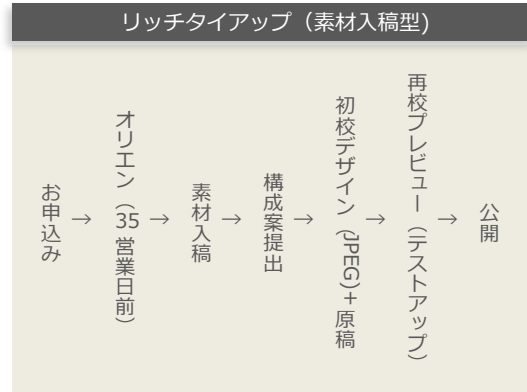 リッチタイアップ（素材入稿型)
お申込み
→
オリエン（35営業日前）
→
素材入稿
→
構成案提出
→
初校デザイン（JPEG)＋原稿
→
再校プレビュー（テストアップ）
→
公開